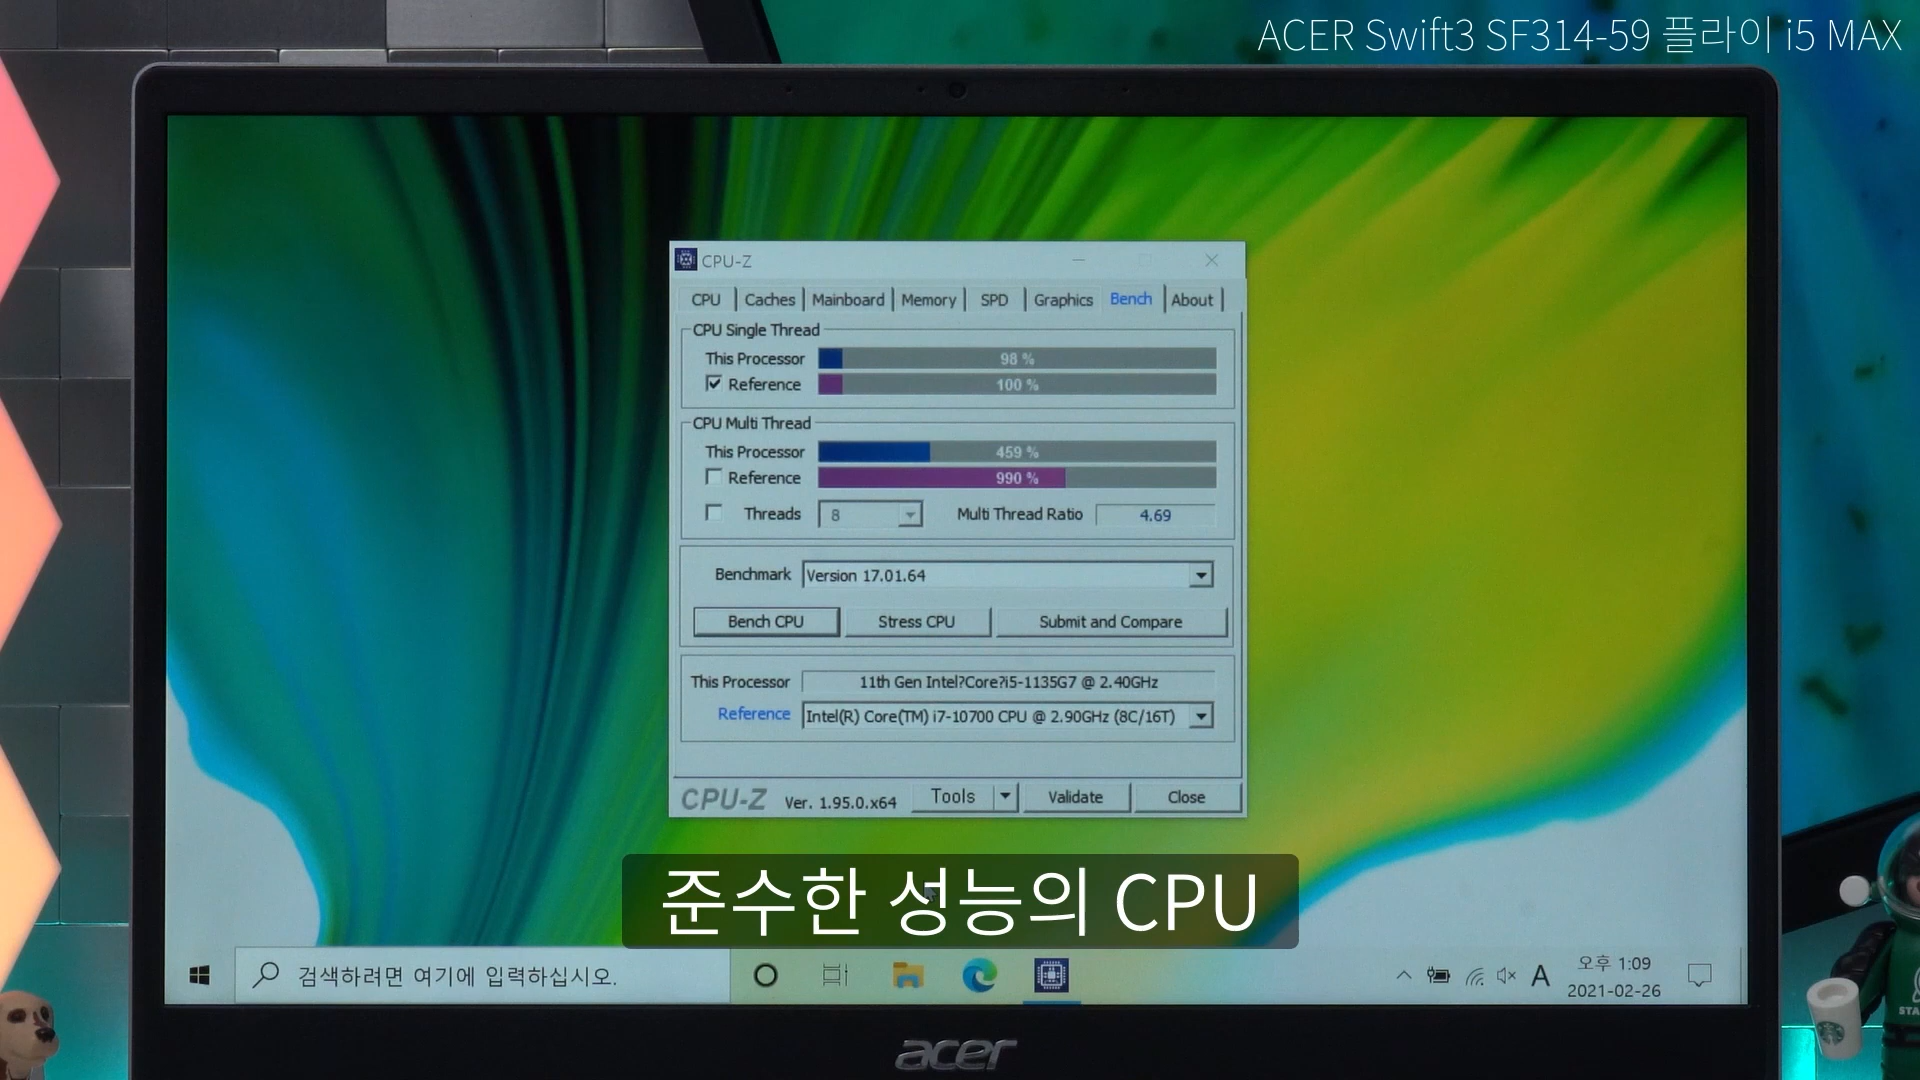 ACER Swift3 SF314-59 플라이 i5 MAX
CPU-Z
CPU Caches Mainboard Memory SPD Graphics Bench About
CPU Single Thread
This Processor 98 %
Reference 100 %
CPU Multi Thread
This Processor 459 %
Reference 990 %
Threads 8 Multi Thread Ratio 4.69
Benchmark Version 17.01.64
Bench CPU Stress CPU Submit and Compare
This Processor 11th Gen Intel?Core?i5-1135G7 @ 2.40GHz
Reference Intel(R) Core(TM) i7-10700 CPU @ 2.90GHz (8C/16T)
CPU-Z Ver. 1.95.0.x64 Tools Validate Close
준수한 성능의 CPU
검색하려면 여기에 입력하십시오.
A
오후 1:09
2021-02-26
acer